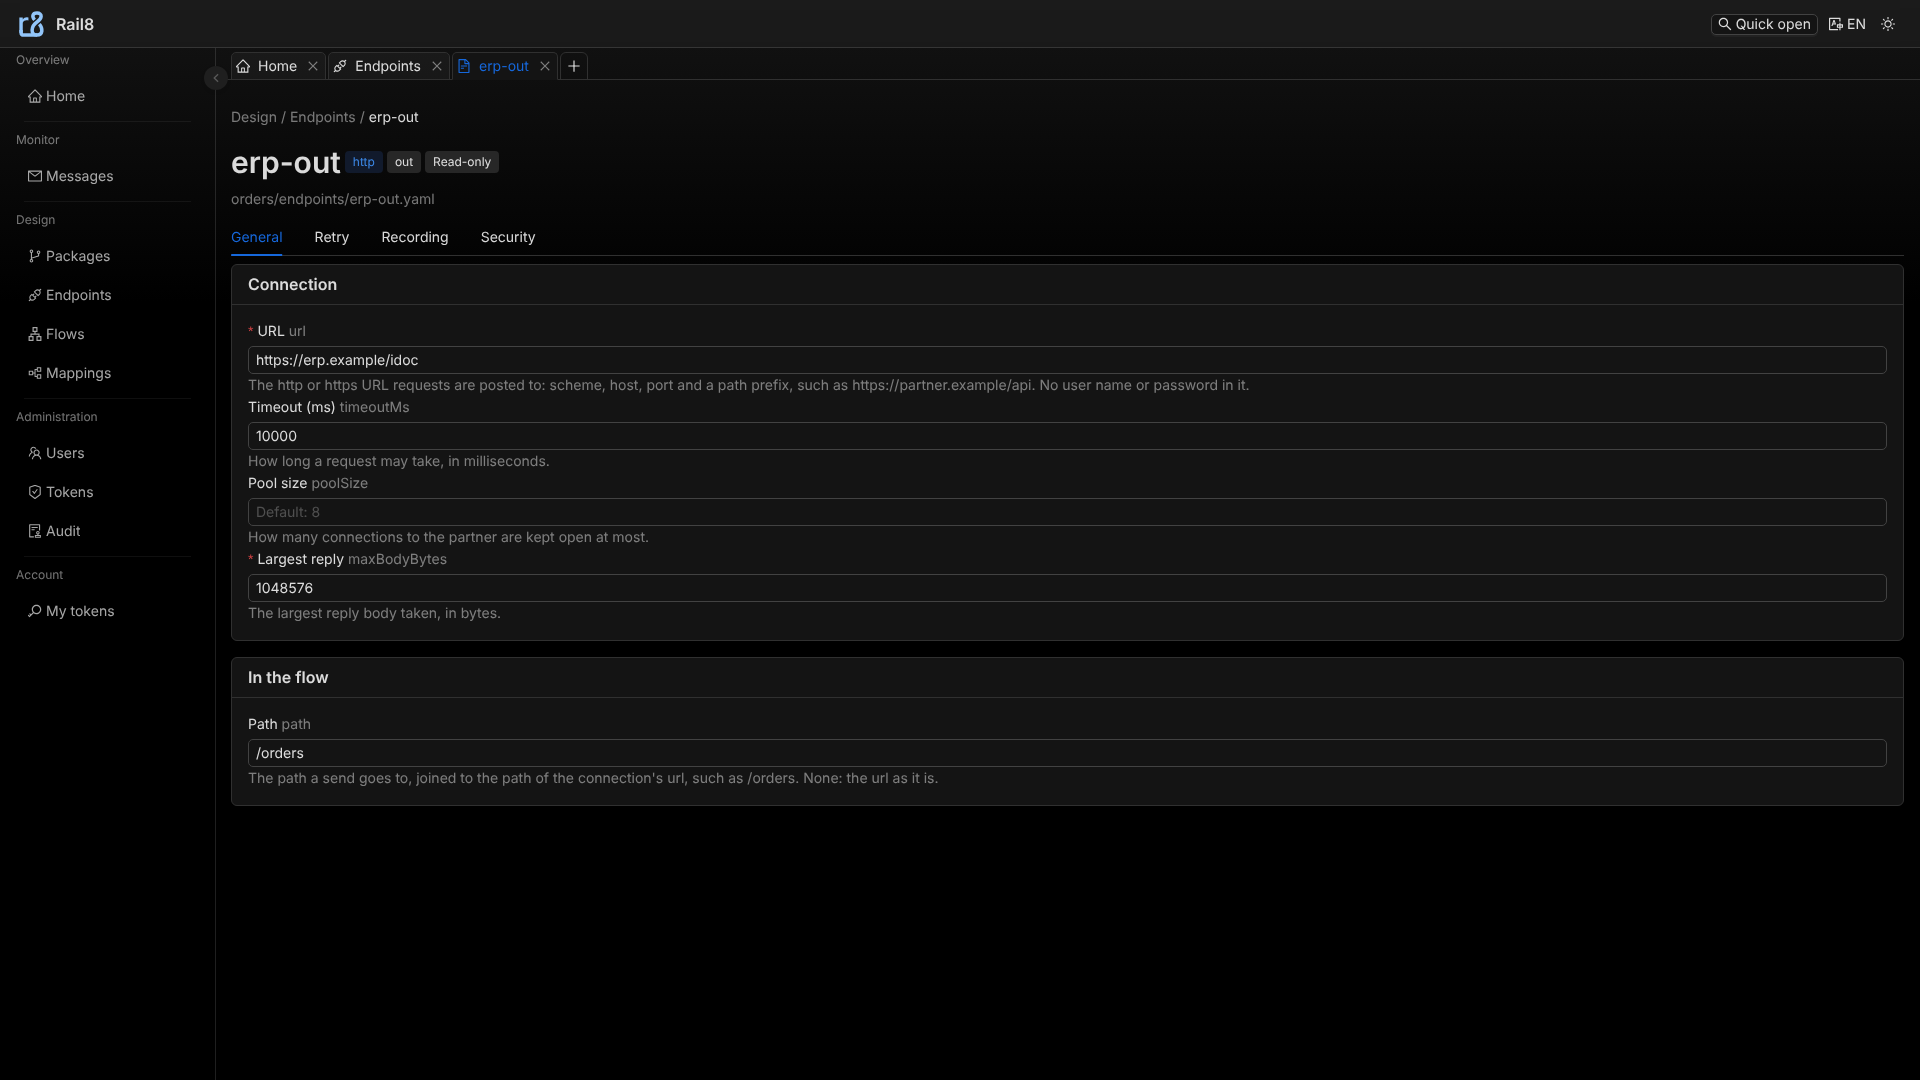 Rail8
Quick open
EN
Overview
Home
Monitor
Messages
Design
Packages
Endpoints
Flows
Mappings
Administration
Users
Tokens
Audit
Account
My tokens
Home
Endpoints
erp-out
Design / Endpoints / erp-out
erp-out http out Read-only
orders/endpoints/erp-out.yaml
General Retry Recording Security
Connection
* URL url
https://erp.example/idoc
The http or https URL requests are posted to: scheme, host, port and a path prefix, such as https://partner.example/api. No user name or password in it.
Timeout (ms) timeoutMs
10000
How long a request may take, in milliseconds.
Pool size poolSize
Default: 8
How many connections to the partner are kept open at most.
* Largest reply maxBodyBytes
1048576
The largest reply body taken, in bytes.
In the flow
Path path
/orders
The path a send goes to, joined to the path of the connection's url, such as /orders. None: the url as it is.